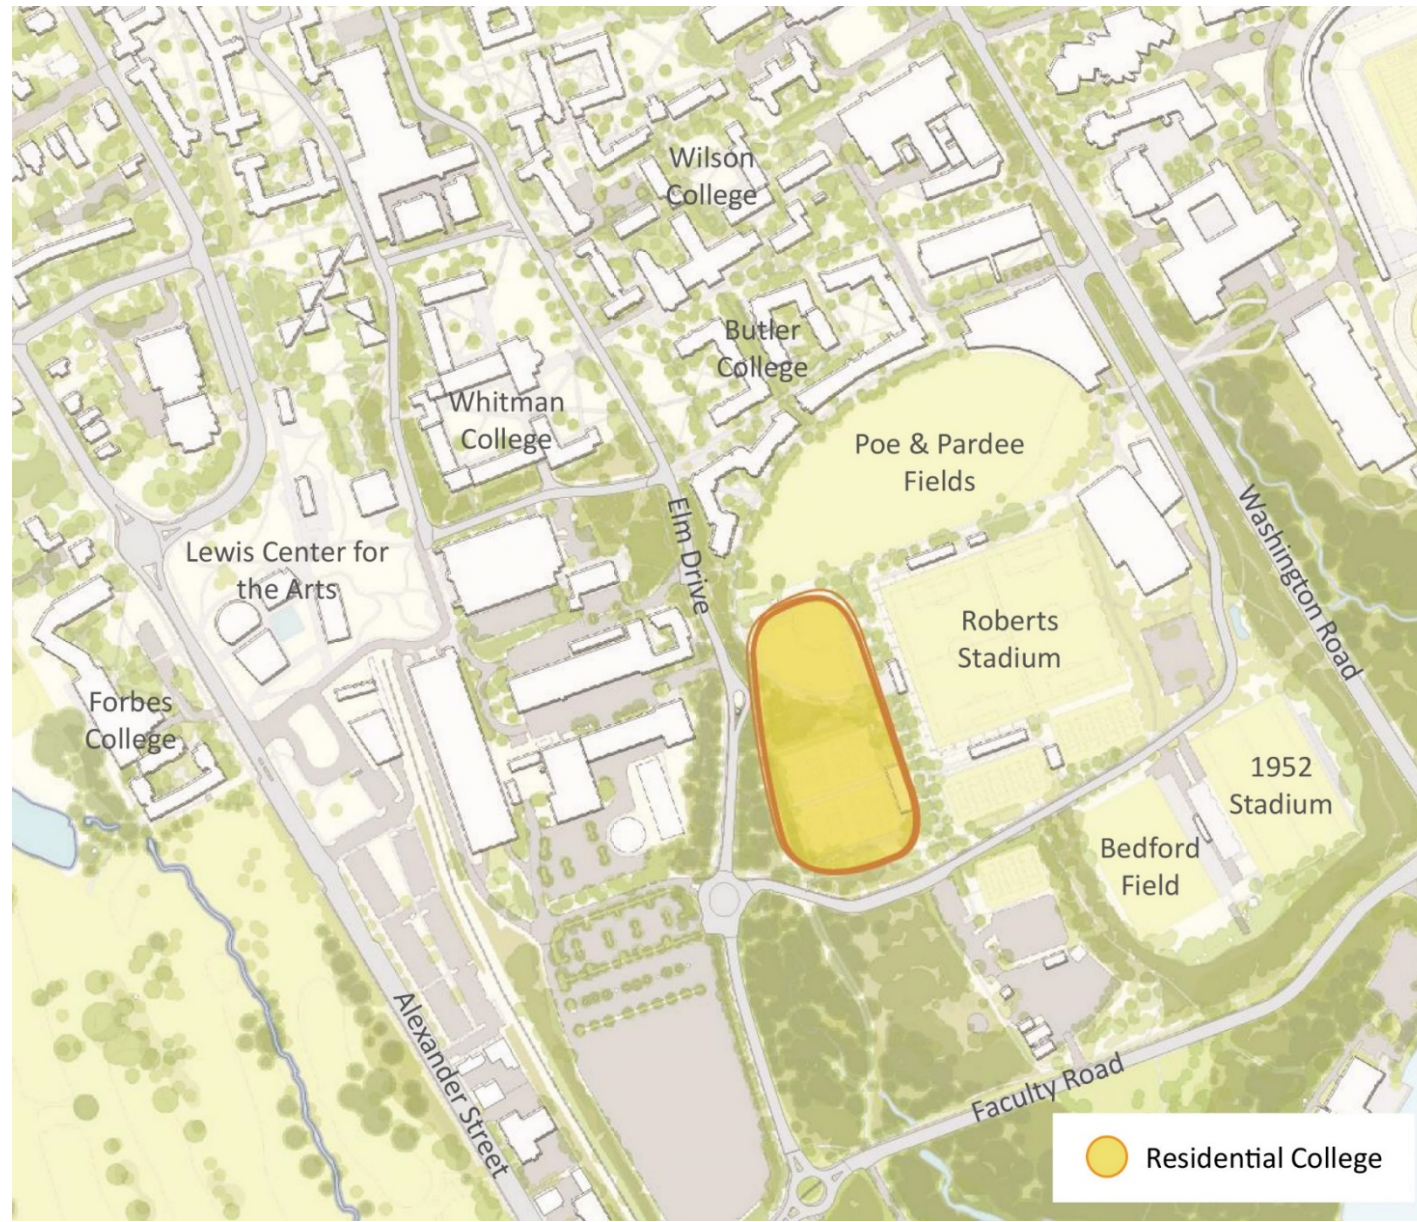 Wilson
College
Butler
College
Whitman
College
Poe & Pardee
Fields
Elm Drive
Washington Road
Lewis Center for
the Arts
Roberts
Stadium
Forbes
College
1952
Stadium
Bedford
Field
Alexander Street
Faculty Road
Residential College